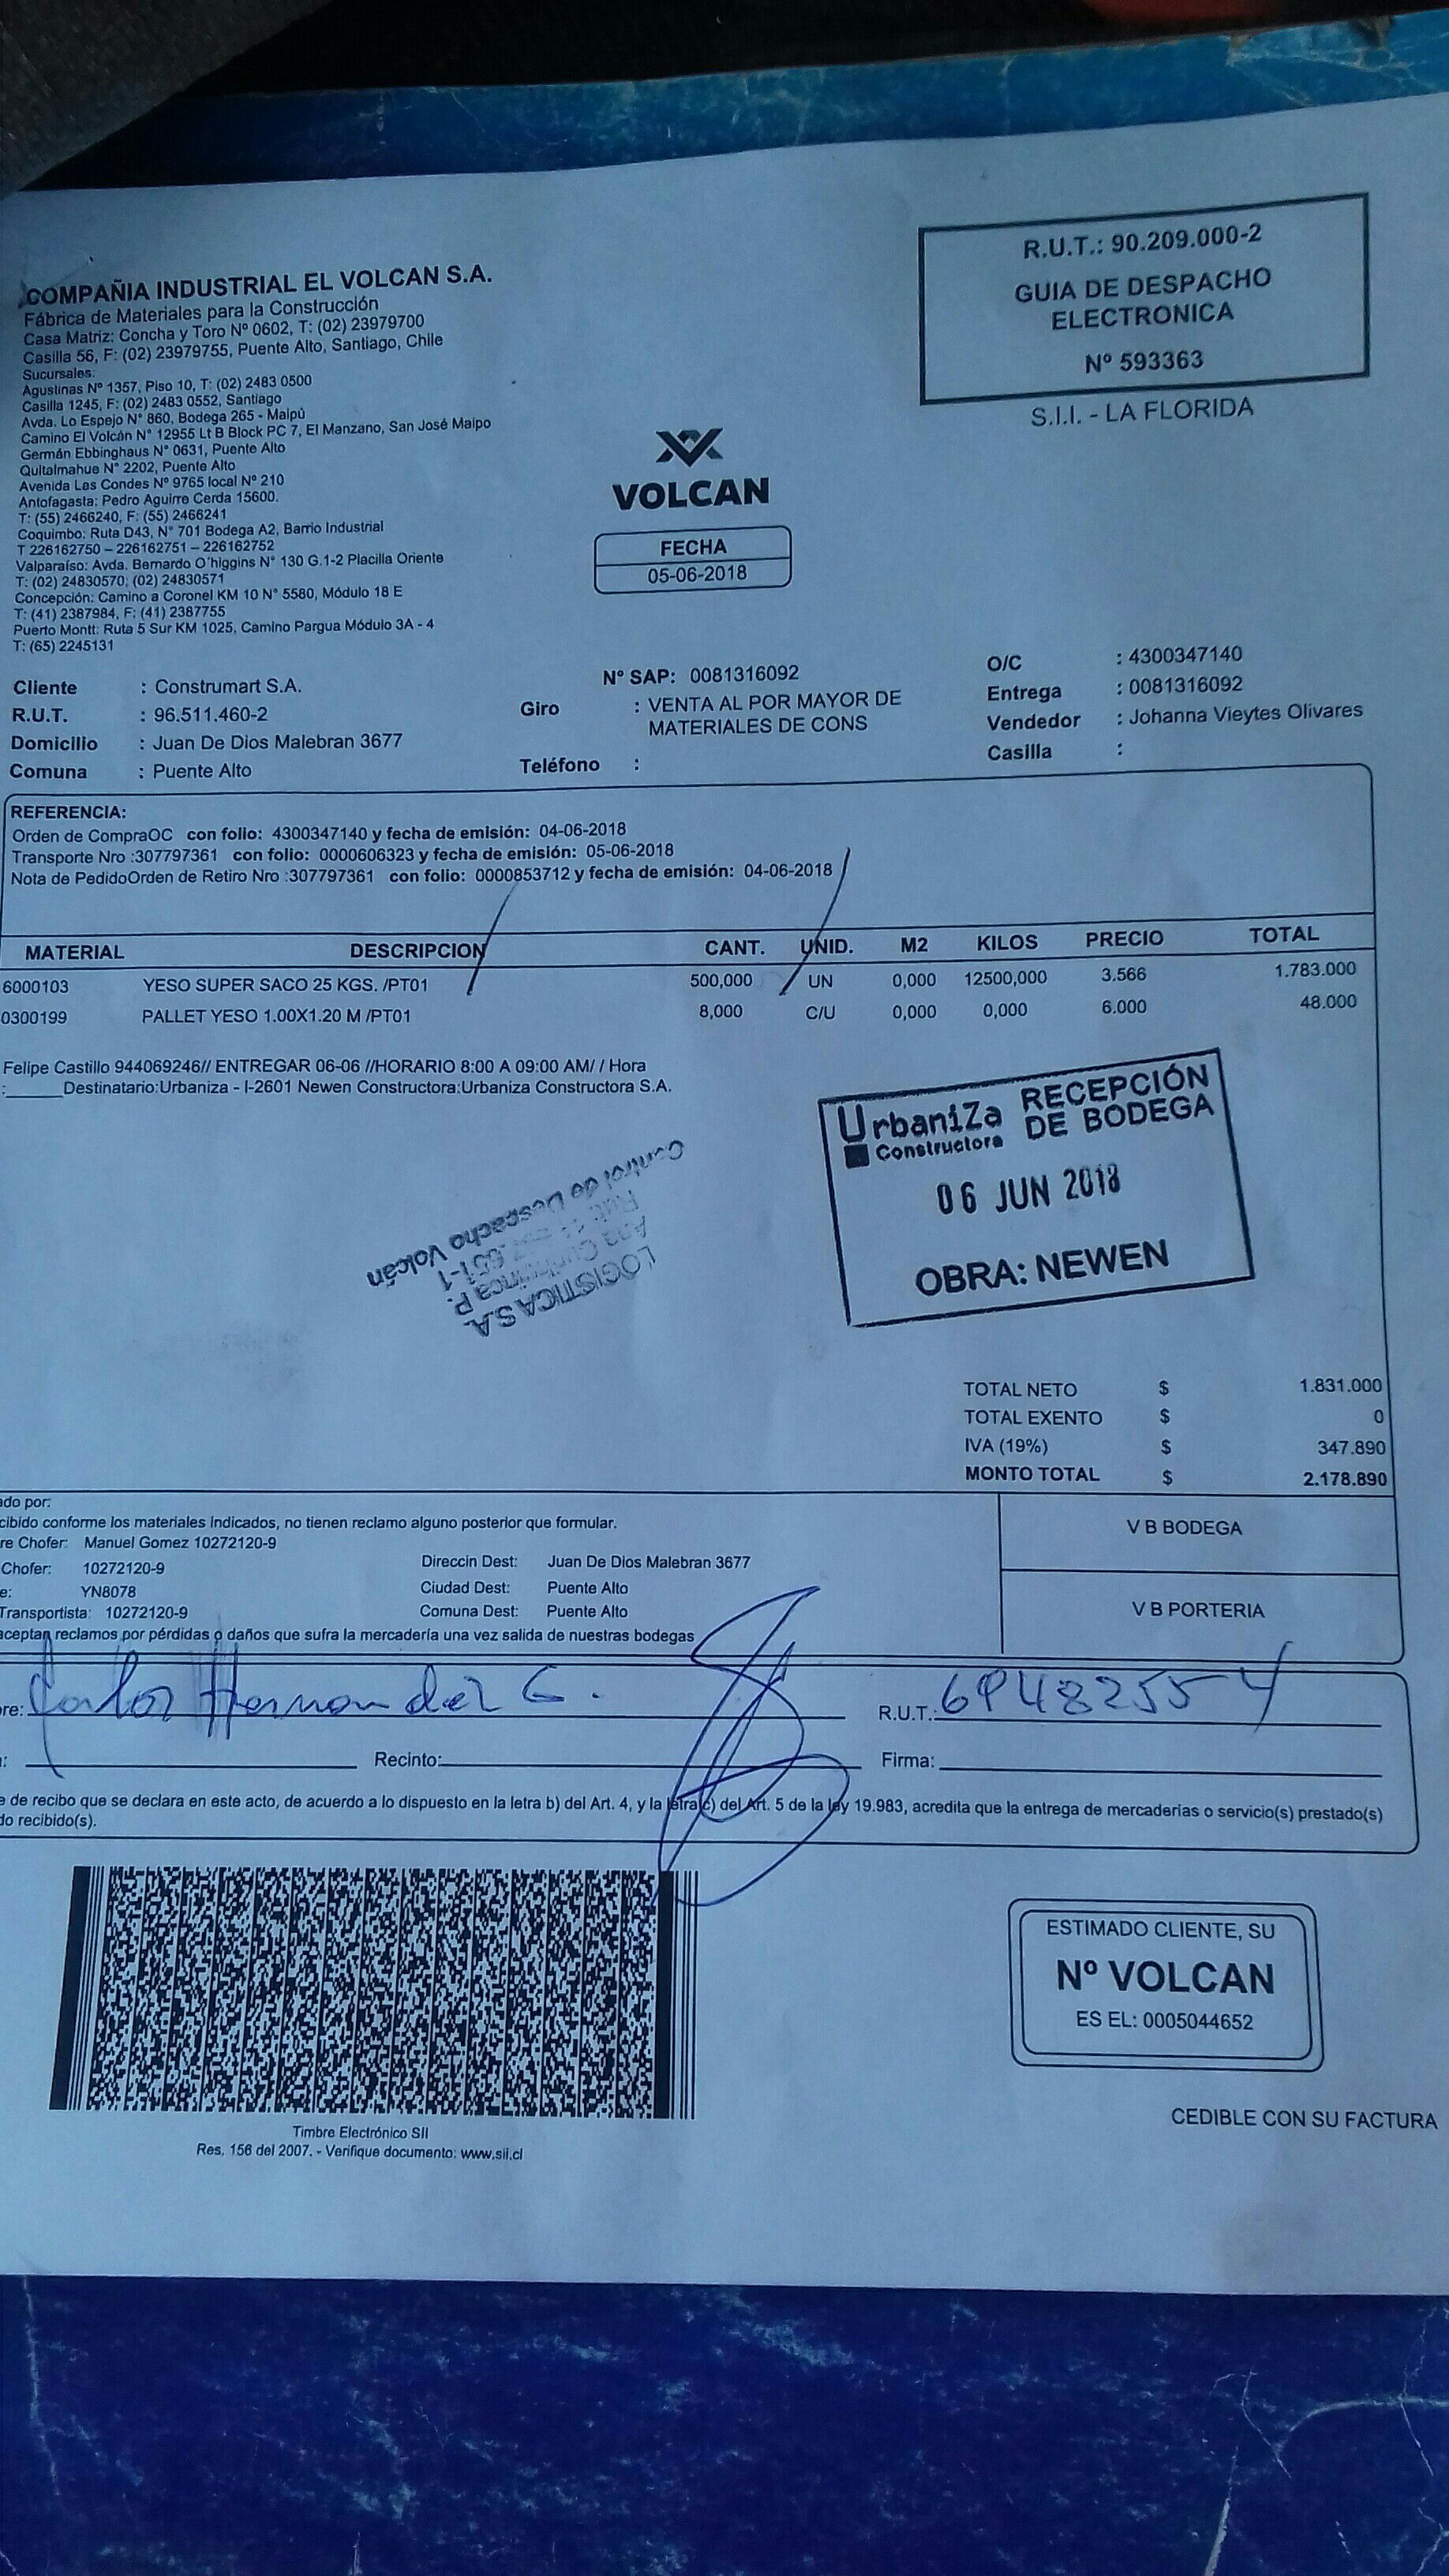 COMPAÑIA INDUSTRIAL EL VOLCAN S.A.
Fábrica de Materiales para la Construcción
Casa Matriz: Concha y Toro Nº 0602, T: (02) 23979700
Casilla 56, F: (02) 23979755, Puente Alto, Santiago, Chile
Sucursales:
Agustinas Nº 1357, Piso 10, T: (02) 2483 0500
Casilla 1245, F: (02) 2483 0552, Santiago
Avda. Lo Espejo N° 860, Bodega 265 - Maipú
Camino El Volcán N° 12955 Lt B Block PC 7, El Manzano, San José Maipo
Germán Ebbinghaus N° 0631, Puente Alto
Quitalmahue N° 2202, Puente Alto
Avenida Las Condes Nº 9765 local Nº 210
Antofagasta: Pedro Aguirre Cerda 15600.
T: (55) 2466240, F: (55) 2466241
Coquimbo: Ruta D43, N° 701 Bodega A2, Barrio Industrial
T 226162750 – 226162751 – 226162752
Valparaíso: Avda. Bernardo O'higgins N° 130 G.1-2 Placilla Oriente
T: (02) 24830570; (02) 24830571
Concepción: Camino a Coronel KM 10 N° 5580, Módulo 18 E
T: (41) 2387984, F: (41) 2387755
Puerto Montt: Ruta 5 Sur KM 1025, Camino Pargua Módulo 3A - 4
T: (65) 2245131
VOLCAN
FECHA
05-06-2018
R.U.T.: 90.209.000-2
GUIA DE DESPACHO
ELECTRONICA
Nº 593363
S.I.I. - LA FLORIDA
Cliente : Construmart S.A.
R.U.T. : 96.511.460-2
Domicilio : Juan De Dios Malebran 3677
Comuna : Puente Alto
N° SAP: 0081316092
Giro : VENTA AL POR MAYOR DE
MATERIALES DE CONS
Teléfono :
O/C : 4300347140
Entrega : 0081316092
Vendedor : Johanna Vieytes Olivares
Casilla :
REFERENCIA:
Orden de CompraOC con folio: 4300347140 y fecha de emisión: 04-06-2018
Transporte Nro :307797361 con folio: 0000606323 y fecha de emisión: 05-06-2018
Nota de PedidoOrden de Retiro Nro :307797361 con folio: 0000853712 y fecha de emisión: 04-06-2018
MATERIAL DESCRIPCION CANT. UNID. M2 KILOS PRECIO TOTAL
6000103 YESO SUPER SACO 25 KGS. /PT01 500,000 UN 0,000 12500,000 3.566 1.783.000
0300199 PALLET YESO 1.00X1.20 M /PT01 8,000 C/U 0,000 0,000 6.000 48.000
Felipe Castillo 944069246// ENTREGAR 06-06 //HORARIO 8:00 A 09:00 AM/ / Hora
:______Destinatario:Urbaniza - I-2601 Newen Constructora:Urbaniza Constructora S.A.
UrbaniZa RECEPCIÓN
Constructora DE BODEGA
06 JUN 2018
OBRA: NEWEN
LOGISTICA S.A.
Control de Despacho Volcán
TOTAL NETO $ 1.831.000
TOTAL EXENTO $ 0
IVA (19%) $ 347.890
MONTO TOTAL $ 2.178.890
ado por:
cibido conforme los materiales indicados, no tienen reclamo alguno posterior que formular.
re Chofer: Manuel Gomez 10272120-9
Chofer: 10272120-9
e: YN8078
Transportista: 10272120-9
Direccin Dest: Juan De Dios Malebran 3677
Ciudad Dest: Puente Alto
Comuna Dest: Puente Alto
aceptan reclamos por pérdidas o daños que sufra la mercadería una vez salida de nuestras bodegas
V B BODEGA
V B PORTERIA
re: Carlos Hernandez G. R.U.T.: 6948255-4
: Recinto: Firma:
e de recibo que se declara en este acto, de acuerdo a lo dispuesto en la letra b) del Art. 4, y la letra c) del Art. 5 de la ley 19.983, acredita que la entrega de mercaderías o servicio(s) prestado(s)
do recibido(s).
Timbre Electrónico SII
Res. 156 del 2007. - Verifique documento: www.sii.cl
ESTIMADO CLIENTE, SU
Nº VOLCAN
ES EL: 0005044652
CEDIBLE CON SU FACTURA